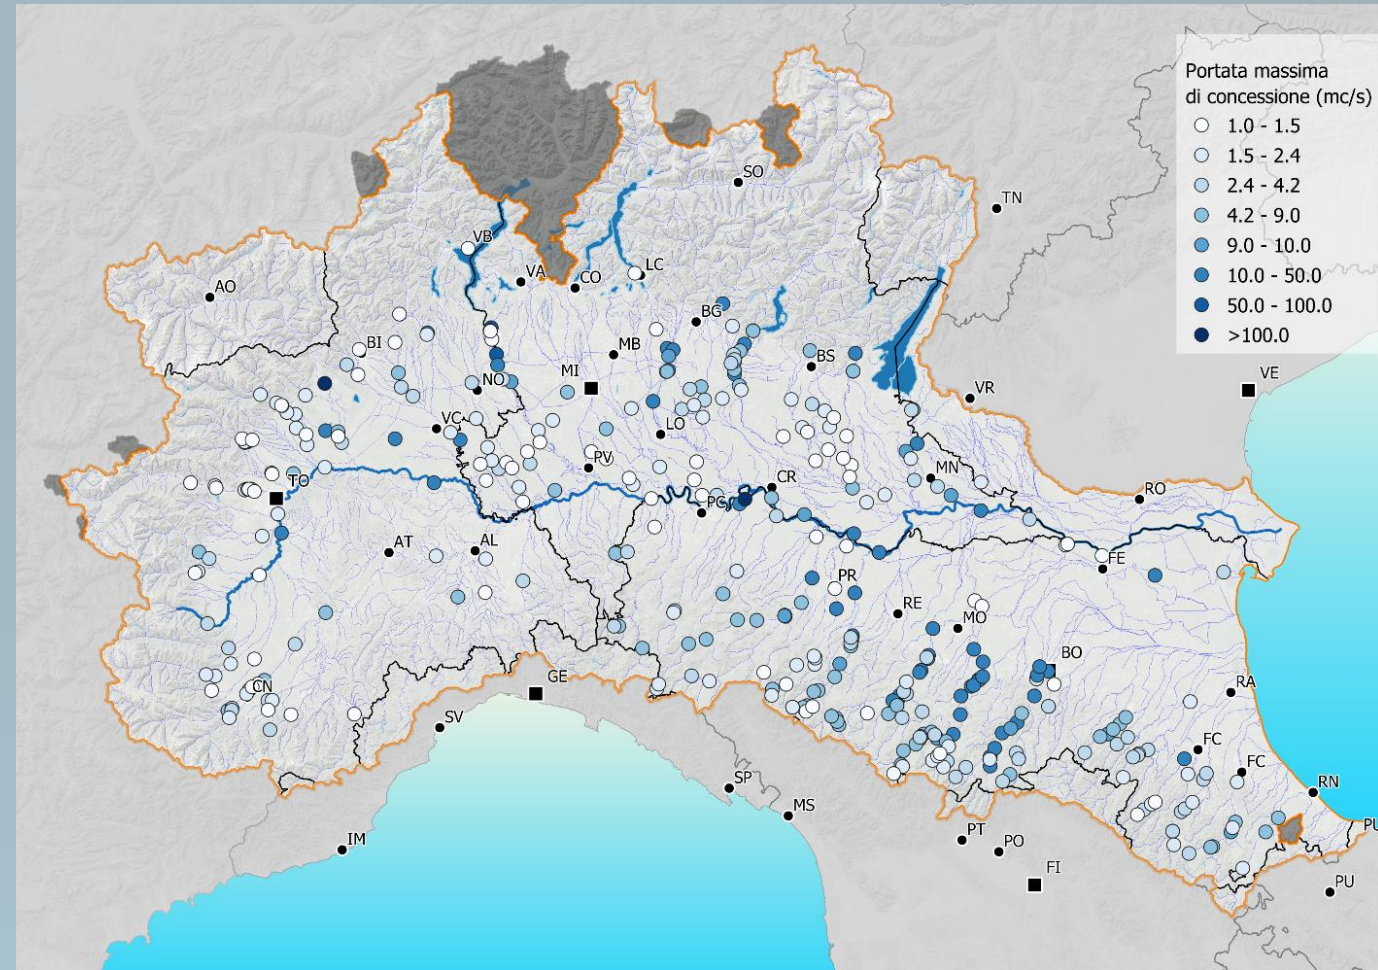 Portata massima
di concessione (mc/s)
1.0 - 1.5
1.5 - 2.4
2.4 - 4.2
4.2 - 9.0
9.0 - 10.0
10.0 - 50.0
50.0 - 100.0
>100.0
SO
TN
VB
LC
VA
CO
AO
BG
MB
BI
BS
MI
VE
NO
VR
VC
LO
PV
MN
TO
CR
RO
PC
AT
AL
FE
PR
RE
MO
BO
CN
GE
RA
SV
FC
FC
SP
RN
MS
PU
IM
PT
PO
FI
PU